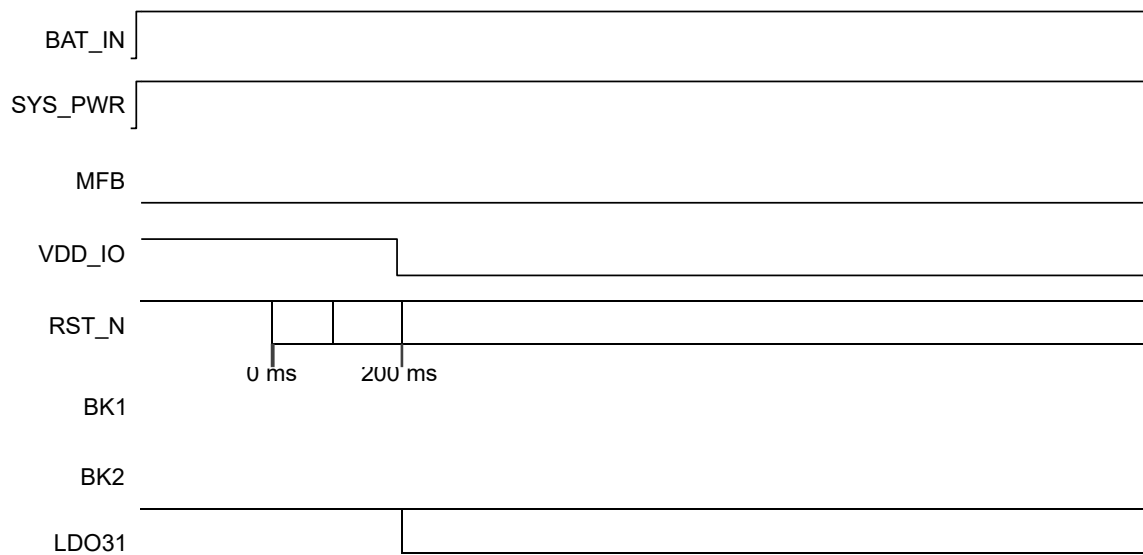 BAT_IN
SYS_PWR
MFB
VDD_IO
RST_N
0 ms 200 ms
BK1
BK2
LDO31